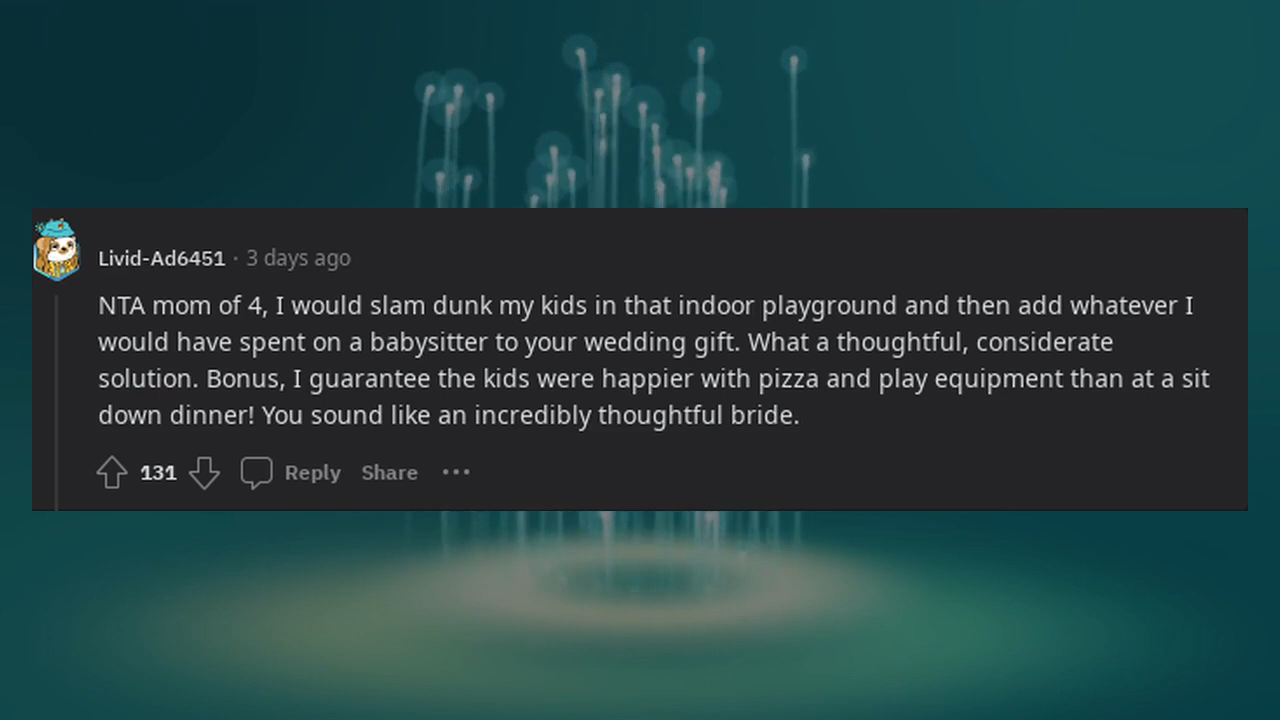 Livid-Ad6451 · 3 days ago
NTA mom of 4, I would slam dunk my kids in that indoor playground and then add whatever I
would have spent on a babysitter to your wedding gift. What a thoughtful, considerate
solution. Bonus, I guarantee the kids were happier with pizza and play equipment than at a sit
down dinner! You sound like an incredibly thoughtful bride.
131 Reply Share ···